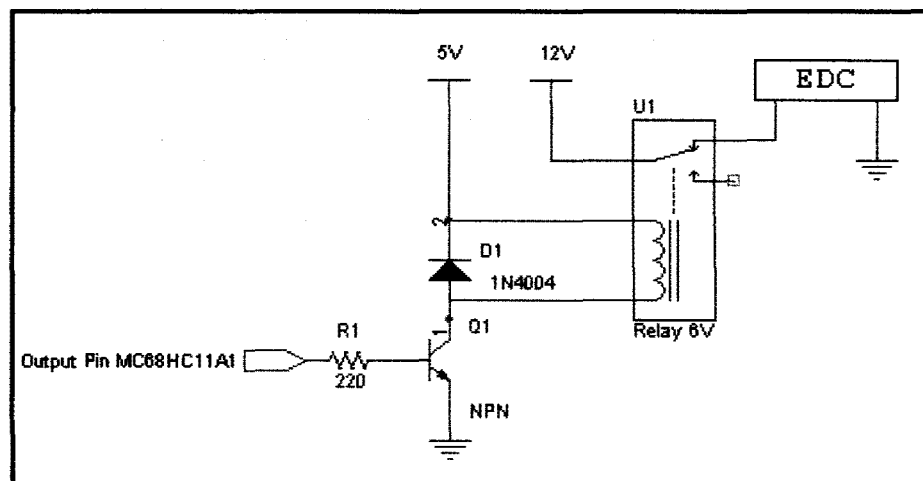 5V
12V
EDC
U1
2
D1
1N4004
R1
1
Q1
Relay 6V
Output Pin MC68HC11A1
220
NPN